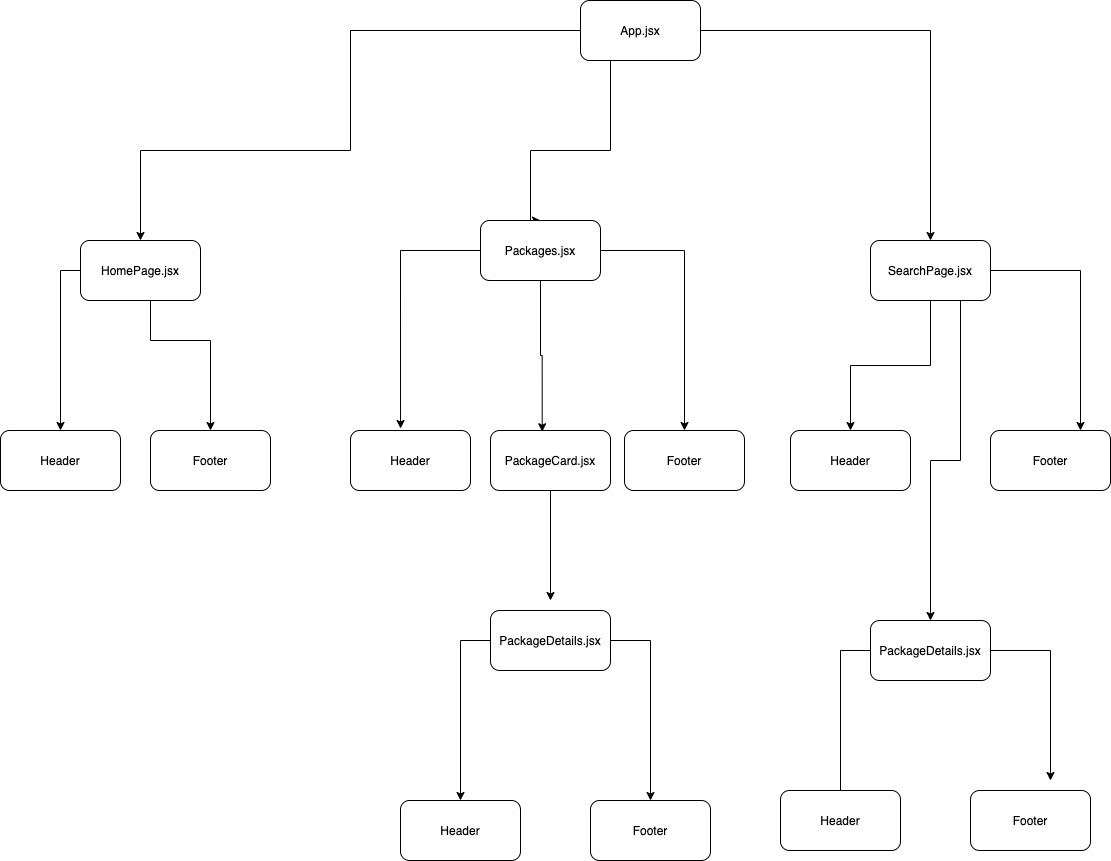 App.jsx
HomePage.jsx
Packages.jsx
SearchPage.jsx
Header
Footer
Header
PackageCard.jsx
Footer
Header
Footer
PackageDetails.jsx
PackageDetails.jsx
Header
Footer
Header
Footer